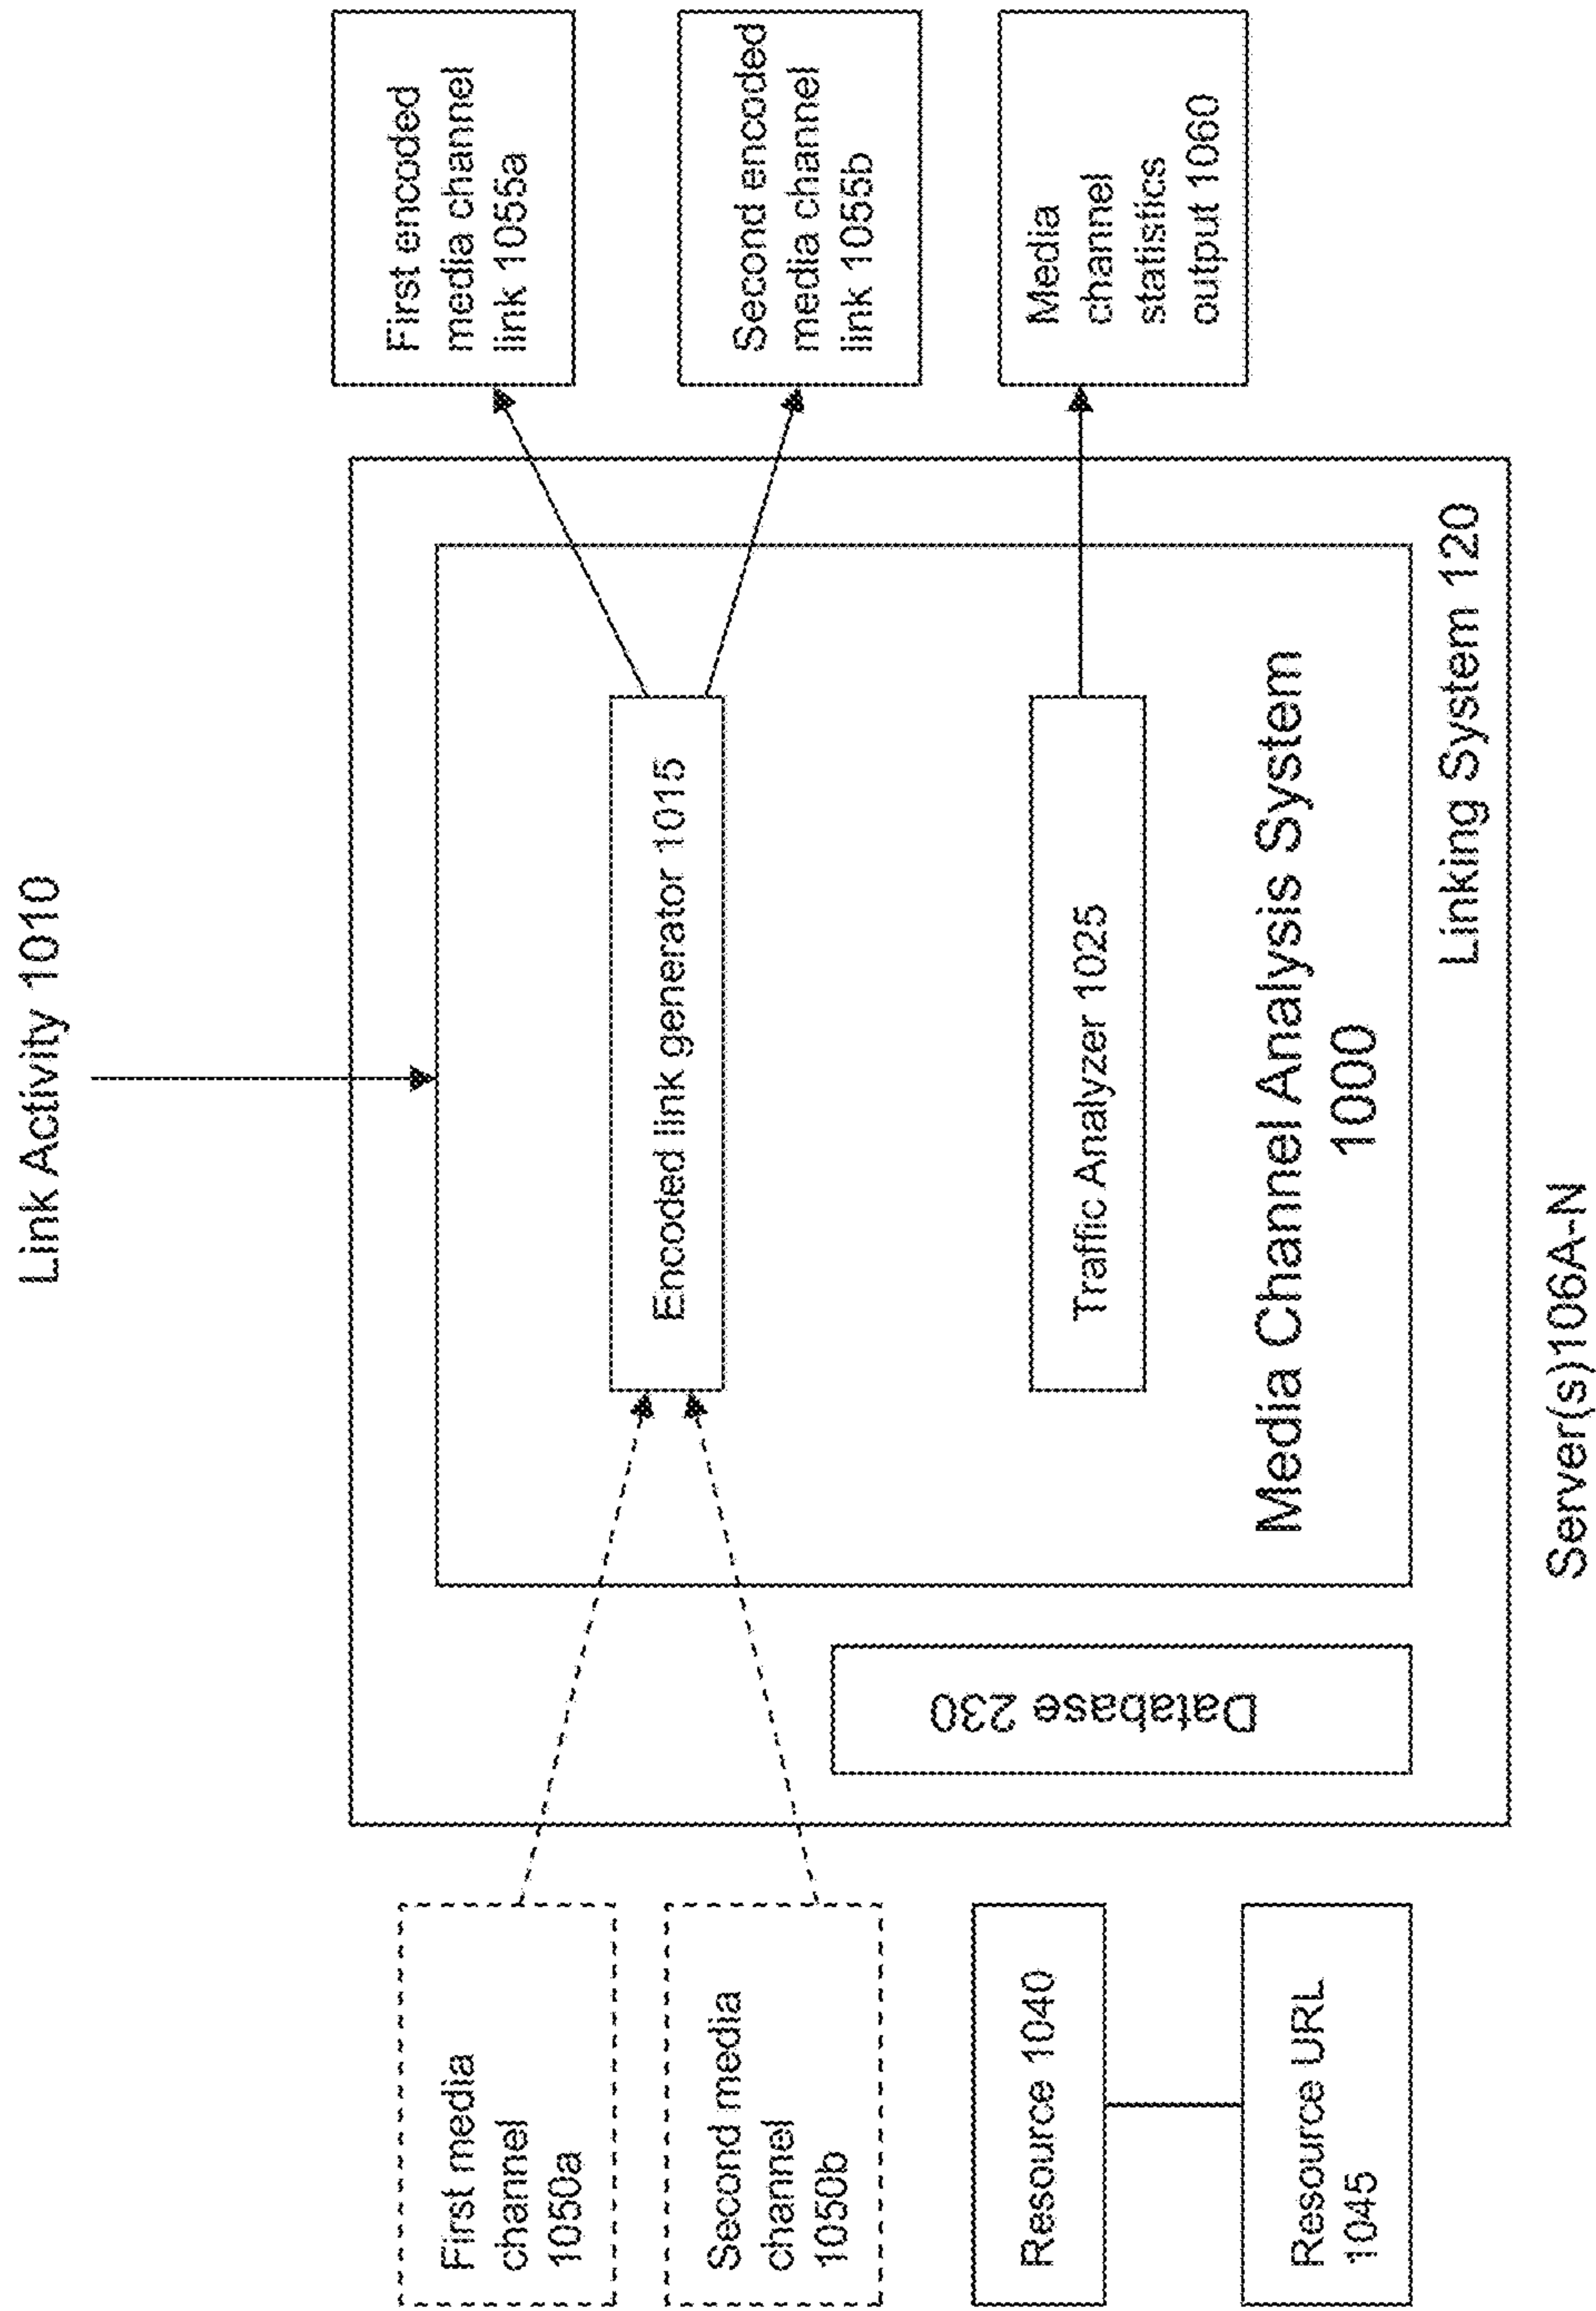 Link Activity 1010
First media
channel
1050a
Second media
channel
1050b
Resource 1040
Resource URL
1045
Database 230
Encoded link generator 1015
Traffic Analyzer 1025
Media Channel Analysis System
1000
Linking System 120
Server(s)106A-N
First encoded
media channel
link 1055a
Second encoded
media channel
link 1055b
Media
channel
statistics
output 1060